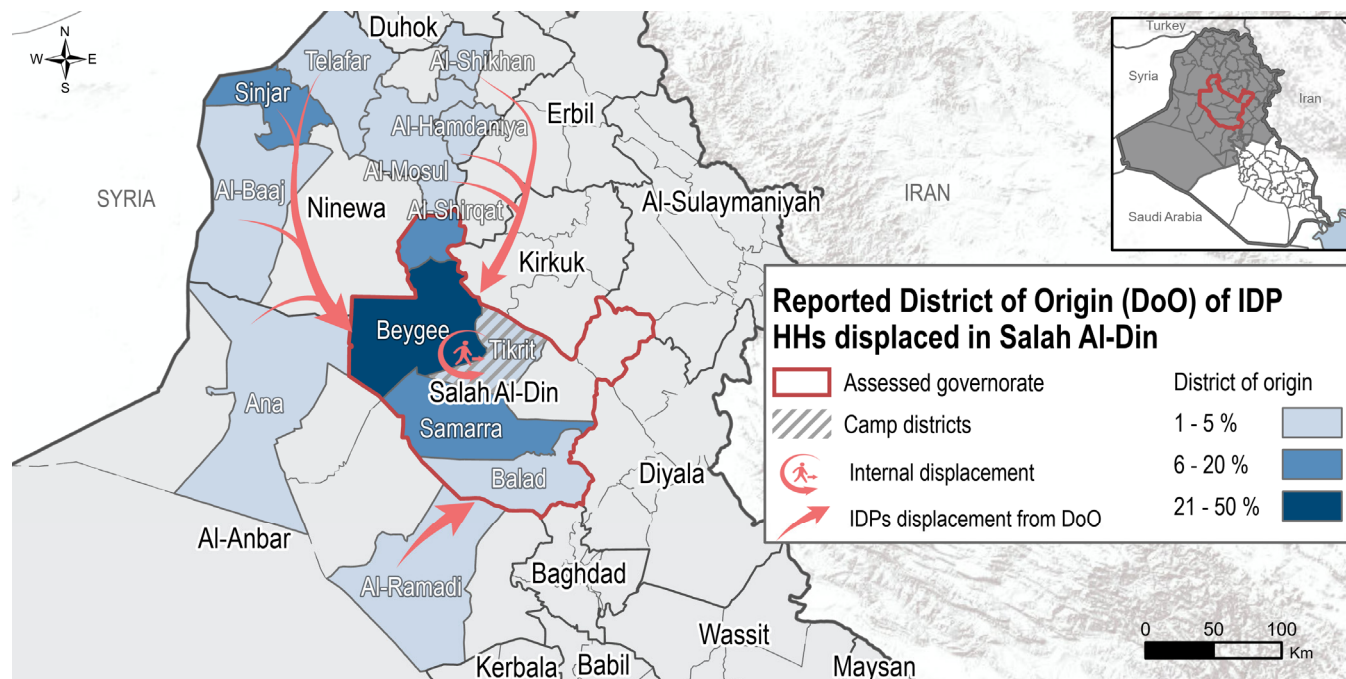 N
W
E
S
Duhok
Telafar
Al-Shikhan
Sinjar
Erbil
Al-Hamdaniya
Al-Mosul
SYRIA
Al-Baaj
Ninewa
Al-Shirqat
Al-Sulaymaniyah
IRAN
Kirkuk
Beygee
Tikrit
Salah Al-Din
Ana
Samarra
Balad
Diyala
Al-Anbar
Al-Ramadi
Baghdad
Wassit
Kerbala
Babil
Maysan
Turkey
Syria
Iran
Saudi Arabia
Reported District of Origin (DoO) of IDP
HHs displaced in Salah Al-Din
Assessed governorate
Camp districts
Internal displacement
IDPs displacement from DoO
District of origin
1 - 5 %
6 - 20 %
21 - 50 %
0 50 100
Km